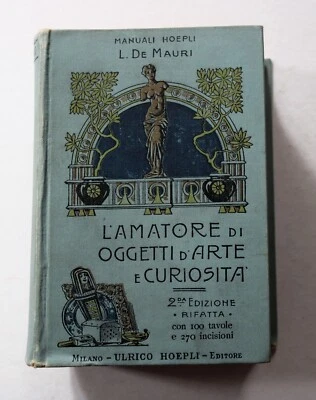 MANUALI HOEPLI
L. DE MAURI
L'AMATORE DI
OGGETTI D'ARTE
E CURIOSITA'
2DA EDIZIONE
• RIFATTA •
con 100 tavole
e 270 incisioni
MILANO - ULRICO HOEPLI - EDITORE